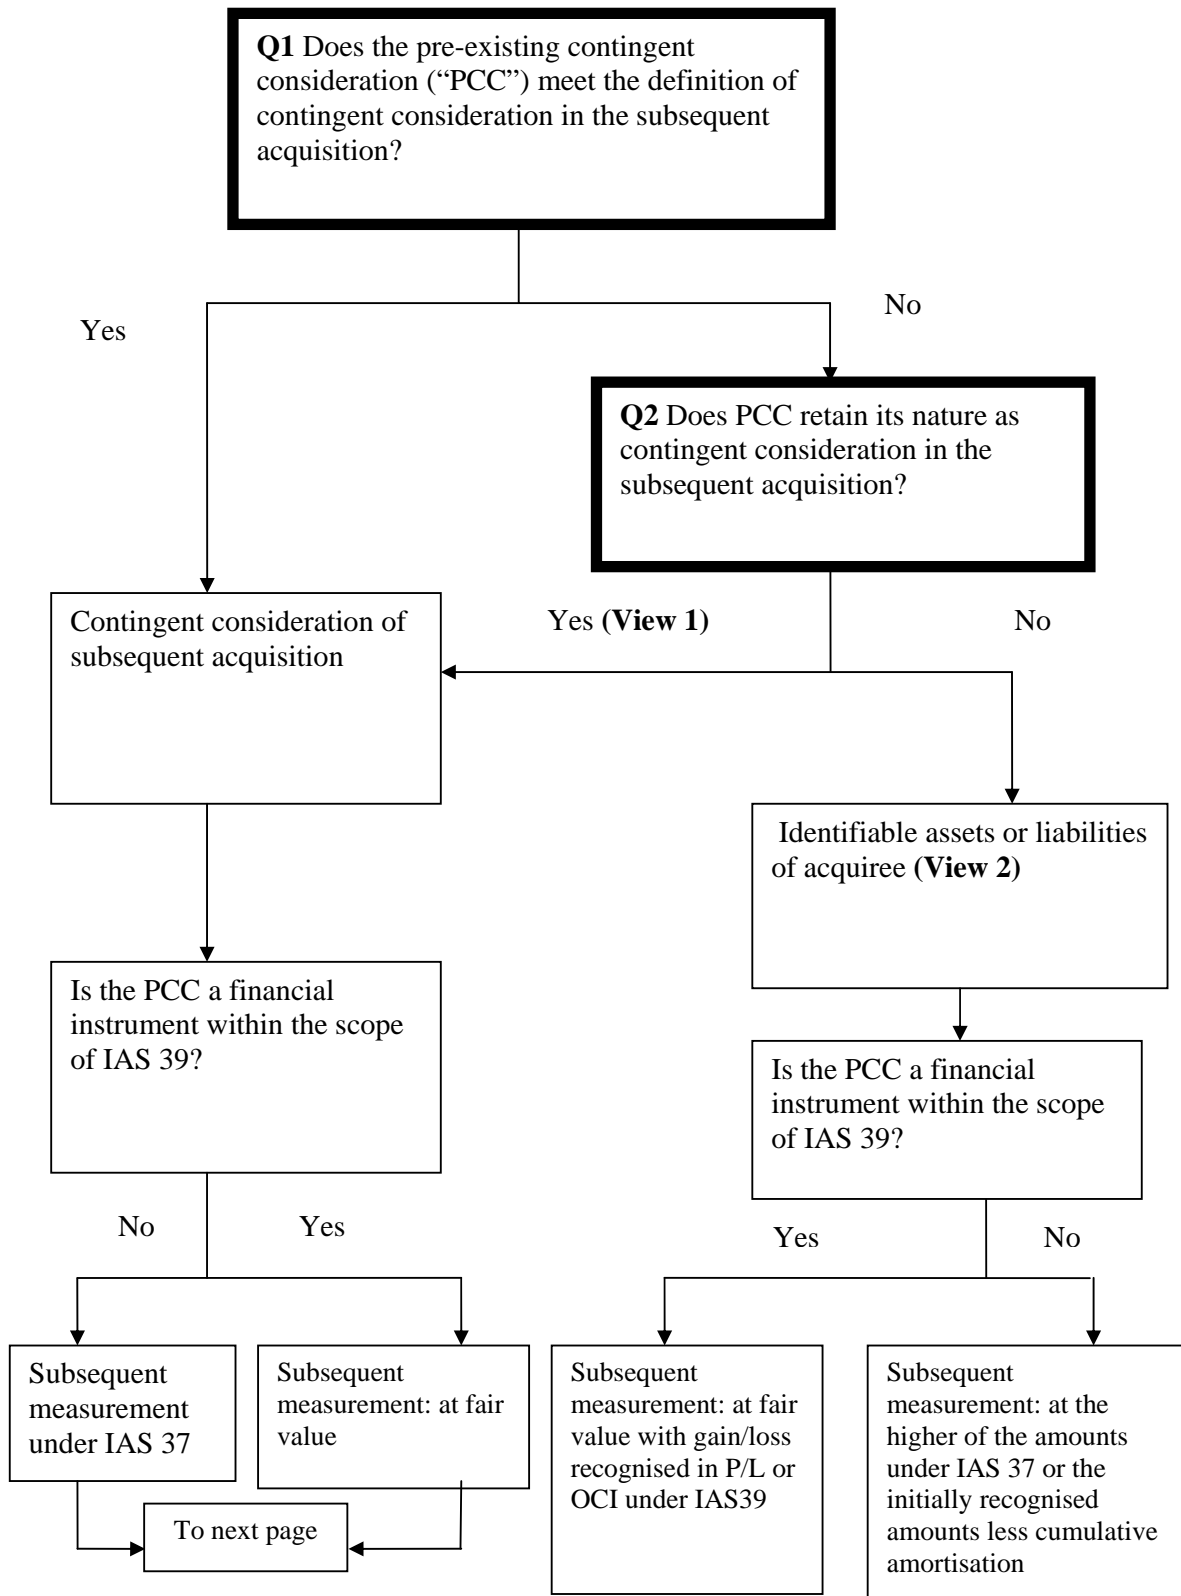 Q1 Does the pre-existing contingent
consideration (“PCC”) meet the definition of
contingent consideration in the subsequent
acquisition?
Yes
No
Q2 Does PCC retain its nature as
contingent consideration in the
subsequent acquisition?
Contingent consideration of
subsequent acquisition
Yes (View 1)
No
Identifiable assets or liabilities
of acquiree (View 2)
Is the PCC a financial
instrument within the scope
of IAS 39?
Is the PCC a financial
instrument within the scope
of IAS 39?
No
Yes
Yes
No
Subsequent
measurement
under IAS 37
Subsequent
measurement: at fair
value
Subsequent
measurement: at fair
value with gain/loss
recognised in P/L or
OCI under IAS39
Subsequent
measurement: at the
higher of the amounts
under IAS 37 or the
initially recognised
amounts less cumulative
amortisation
To next page